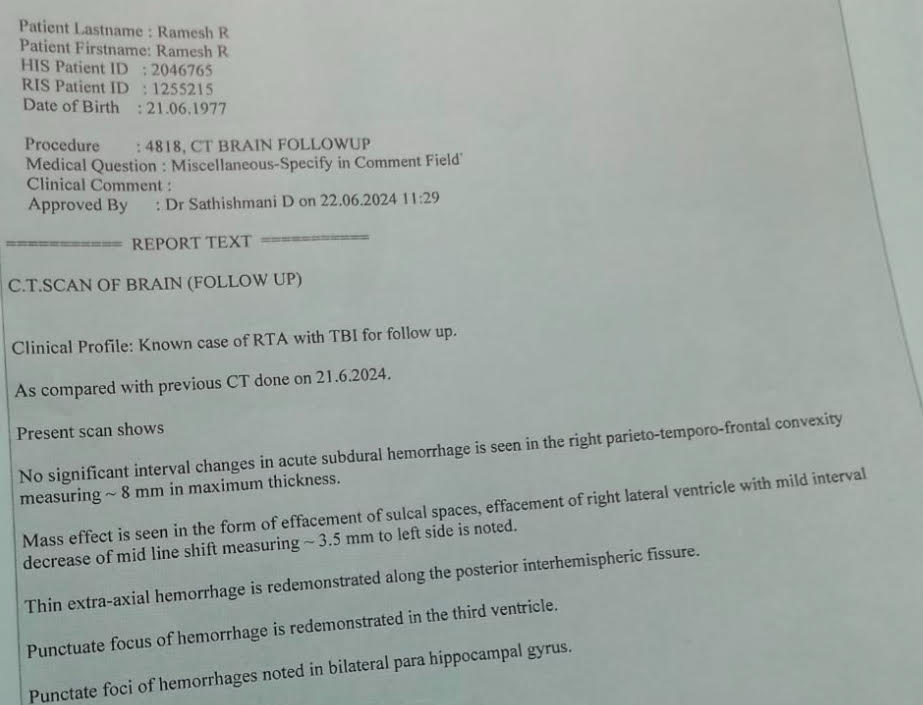 Patient Lastname : Ramesh R
Patient Firstname: Ramesh R
HIS Patient ID : 2046765
RIS Patient ID : 1255215
Date of Birth : 21.06.1977
Procedure : 4818, CT BRAIN FOLLOWUP
Medical Question : Miscellaneous-Specify in Comment Field'
Clinical Comment :
Approved By : Dr Sathishmani D on 22.06.2024 11:29
=========== REPORT TEXT ===========
C.T.SCAN OF BRAIN (FOLLOW UP)
Clinical Profile: Known case of RTA with TBI for follow up.
As compared with previous CT done on 21.6.2024.
Present scan shows
No significant interval changes in acute subdural hemorrhage is seen in the right parieto-temporo-frontal convexity
measuring ~ 8 mm in maximum thickness.
Mass effect is seen in the form of effacement of sulcal spaces, effacement of right lateral ventricle with mild interval
decrease of mid line shift measuring ~ 3.5 mm to left side is noted.
Thin extra-axial hemorrhage is redemonstrated along the posterior interhemispheric fissure.
Punctuate focus of hemorrhage is redemonstrated in the third ventricle.
Punctate foci of hemorrhages noted in bilateral para hippocampal gyrus.